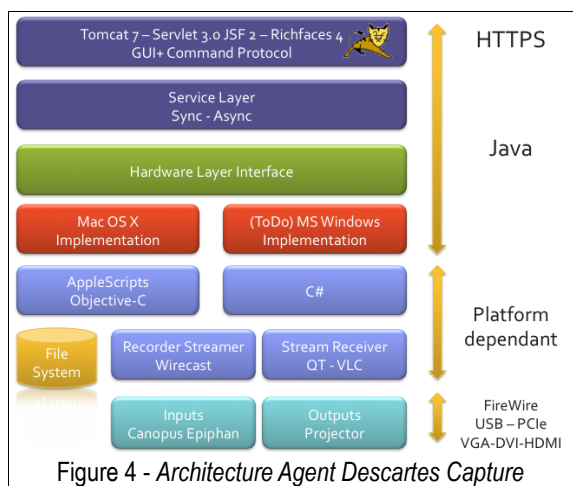 Tomcat 7 – Servlet 3.0 JSF 2 – Richfaces 4
GUI+ Command Protocol
HTTPS
Service Layer
Sync - Async
Java
Hardware Layer Interface
Mac OS X
Implementation
(ToDo) MS Windows
Implementation
AppleScripts
Objective-C
C#
Platform
dependant
File
System
Recorder Streamer
Wirecast
Stream Receiver
QT - VLC
Inputs
Canopus Epiphan
Outputs
Projector
FireWire
USB – PCIe
VGA-DVI-HDMI
Figure 4 - Architecture Agent Descartes Capture